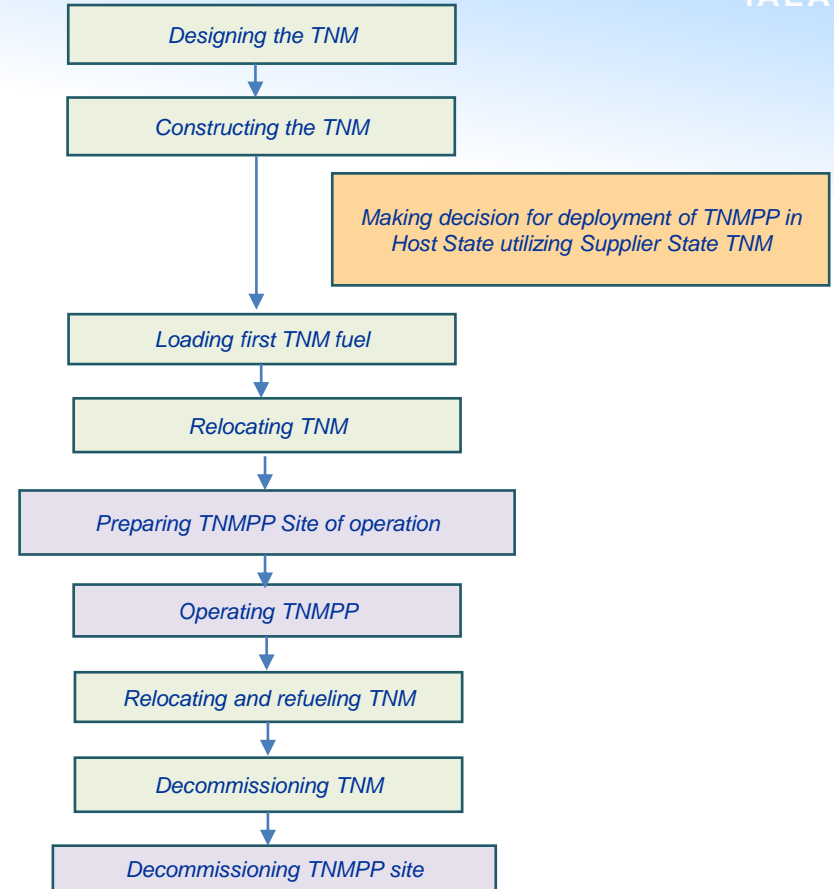 Designing the TNM
Constructing the TNM
Making decision for deployment of TNMPP in
Host State utilizing Supplier State TNM
Loading first TNM fuel
Relocating TNM
Preparing TNMPP Site of operation
Operating TNMPP
Relocating and refueling TNM
Decommissioning TNM
Decommissioning TNMPP site